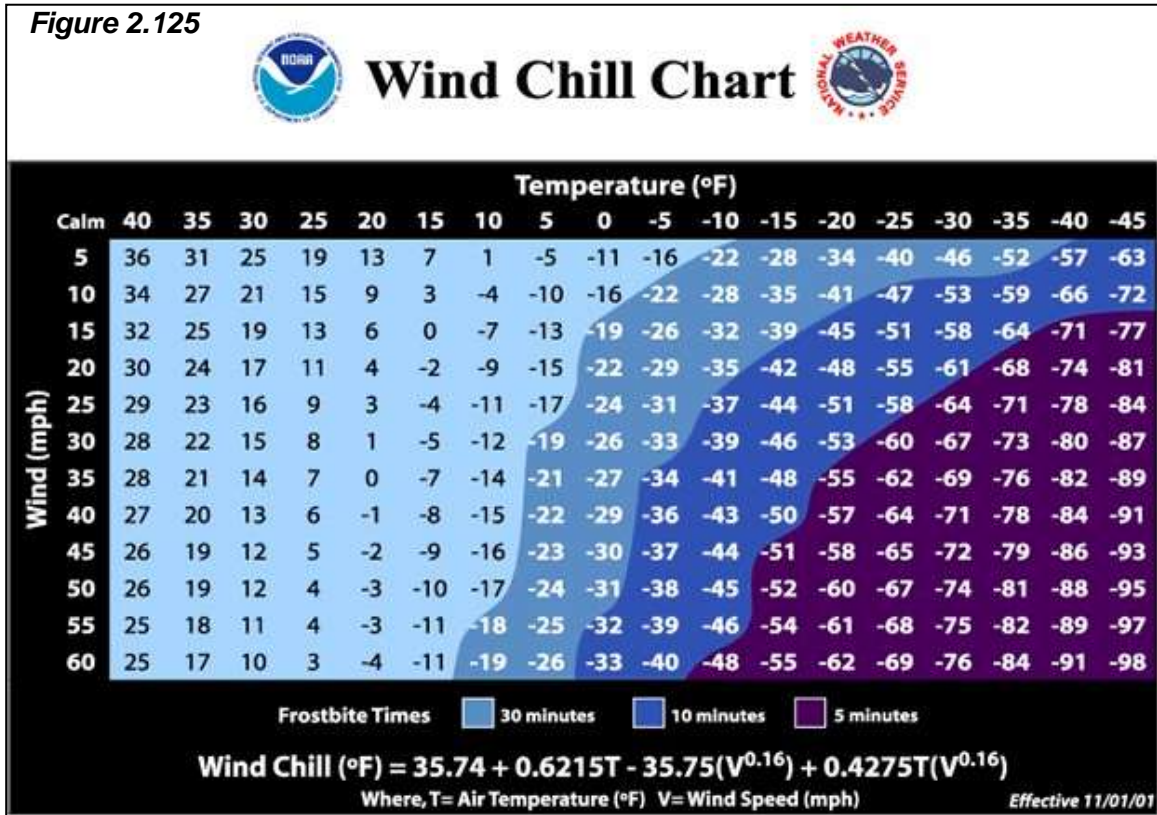 Figure 2.125
NOAA
Wind Chill Chart
NATIONAL WEATHER SERVICE
Temperature (ºF)
Calm 40 35 30 25 20 15 10 5 0 -5 -10 -15 -20 -25 -30 -35 -40 -45
Wind (mph)
5 36 31 25 19 13 7 1 -5 -11 -16 -22 -28 -34 -40 -46 -52 -57 -63
10 34 27 21 15 9 3 -4 -10 -16 -22 -28 -35 -41 -47 -53 -59 -66 -72
15 32 25 19 13 6 0 -7 -13 -19 -26 -32 -39 -45 -51 -58 -64 -71 -77
20 30 24 17 11 4 -2 -9 -15 -22 -29 -35 -42 -48 -55 -61 -68 -74 -81
25 29 23 16 9 3 -4 -11 -17 -24 -31 -37 -44 -51 -58 -64 -71 -78 -84
30 28 22 15 8 1 -5 -12 -19 -26 -33 -39 -46 -53 -60 -67 -73 -80 -87
35 28 21 14 7 0 -7 -14 -21 -27 -34 -41 -48 -55 -62 -69 -76 -82 -89
40 27 20 13 6 -1 -8 -15 -22 -29 -36 -43 -50 -57 -64 -71 -78 -84 -91
45 26 19 12 5 -2 -9 -16 -23 -30 -37 -44 -51 -58 -65 -72 -79 -86 -93
50 26 19 12 4 -3 -10 -17 -24 -31 -38 -45 -52 -60 -67 -74 -81 -88 -95
55 25 18 11 4 -3 -11 -18 -25 -32 -39 -46 -54 -61 -68 -75 -82 -89 -97
60 25 17 10 3 -4 -11 -19 -26 -33 -40 -48 -55 -62 -69 -76 -84 -91 -98
Frostbite Times 30 minutes 10 minutes 5 minutes
Wind Chill (ºF) = 35.74 + 0.6215T - 35.75(V^0.16) + 0.4275T(V^0.16)
Where, T= Air Temperature (ºF) V= Wind Speed (mph) Effective 11/01/01